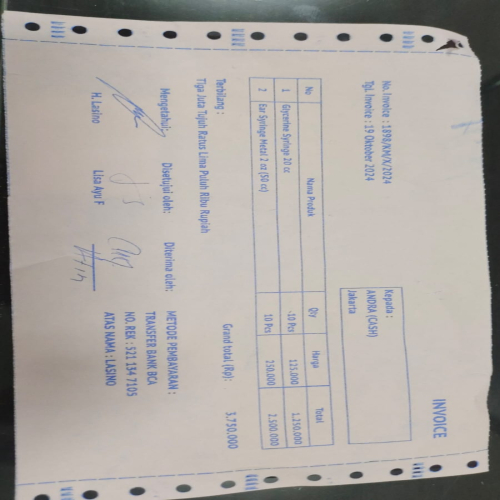 INVOICE
No. Invoice : 1898/KM/X/2024
Tgl. Invoice : 19 Oktober 2024
Kepada :
ANDRA (CASH)
Jakarta
No Nama Produk Qty Harga Total
1 Glycerine Syringe 20 cc 10 Pcs 125.000 1.250.000
2 Ear Syringe Metal 2 oz (50 cc) 10 Pcs 250.000 2.500.000
Grand total (Rp): 3.750.000
Terbilang :
Tiga Juta Tujuh Ratus Lima Puluh Ribu Rupiah
Mengetahui: Disetujui oleh: Diterima oleh:
H.Lasino Lisa Ayu F
METODE PEMBAYARAN :
TRANSFER BANK BCA
NO. REK : 521 134 7105
ATAS NAMA : LASINO